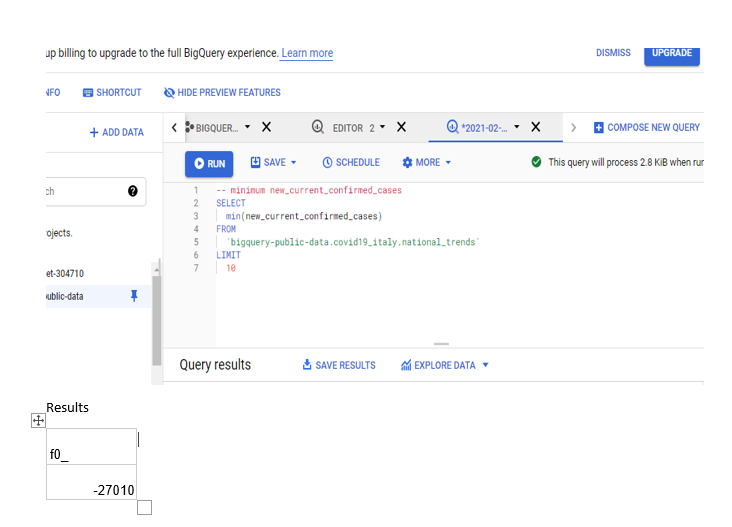 up billing to upgrade to the full BigQuery experience. Learn more DISMISS UPGRADE
NFO SHORTCUT HIDE PREVIEW FEATURES
+ ADD DATA
BIGQUER... EDITOR 2 *2021-02-... COMPOSE NEW QUERY
RUN SAVE SCHEDULE MORE This query will process 2.8 KiB when run
ch
1 -- minimum new_current_confirmed_cases
2 SELECT
3 min(new_current_confirmed_cases)
4 FROM
5 `bigquery-public-data.covid19_italy.national_trends`
6 LIMIT
7 10
rojects.
et-304710
public-data
Query results SAVE RESULTS EXPLORE DATA
Results
f0_
-27010